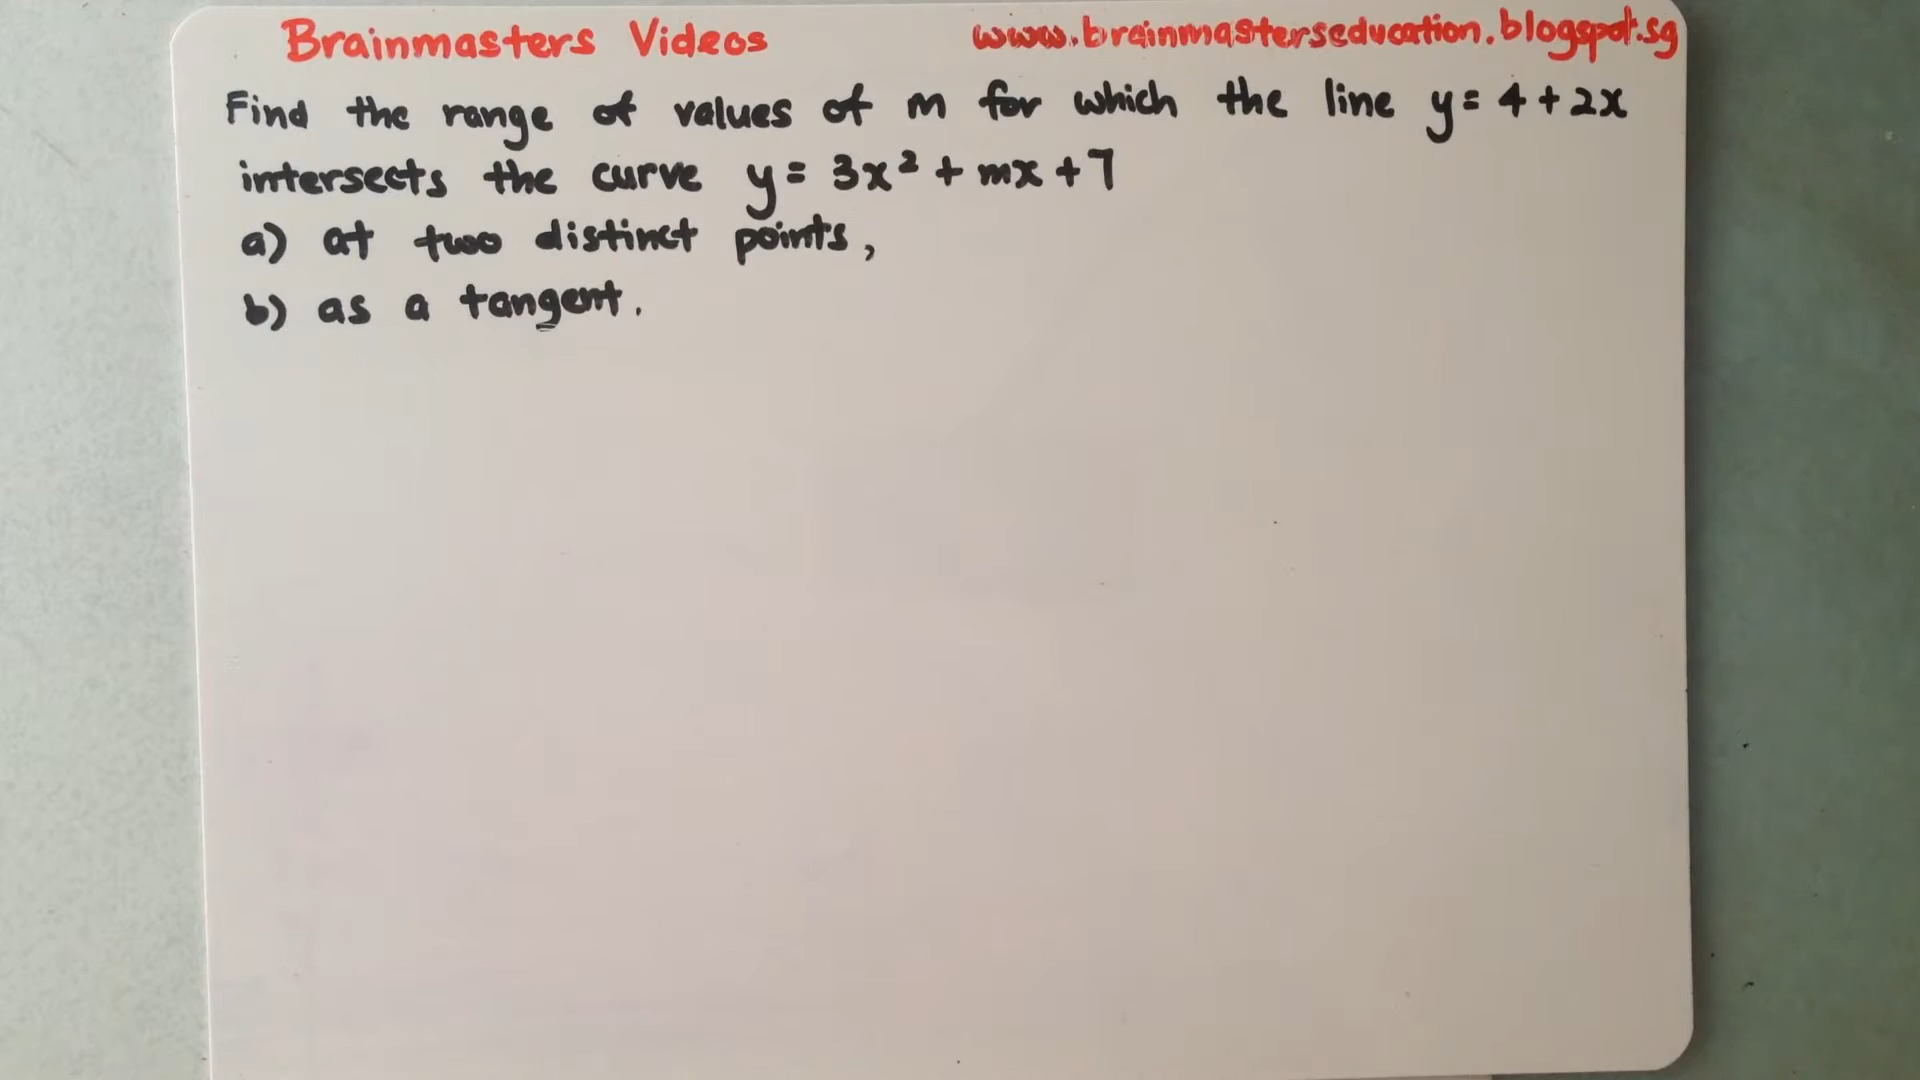 Brainmasters Videos www.brainmasterseducation.blogspot.sg
Find the range of values of m for which the line y = 4 + 2x
intersects the curve y = 3x² + mx + 7
a) at two distinct points,
b) as a tangent.